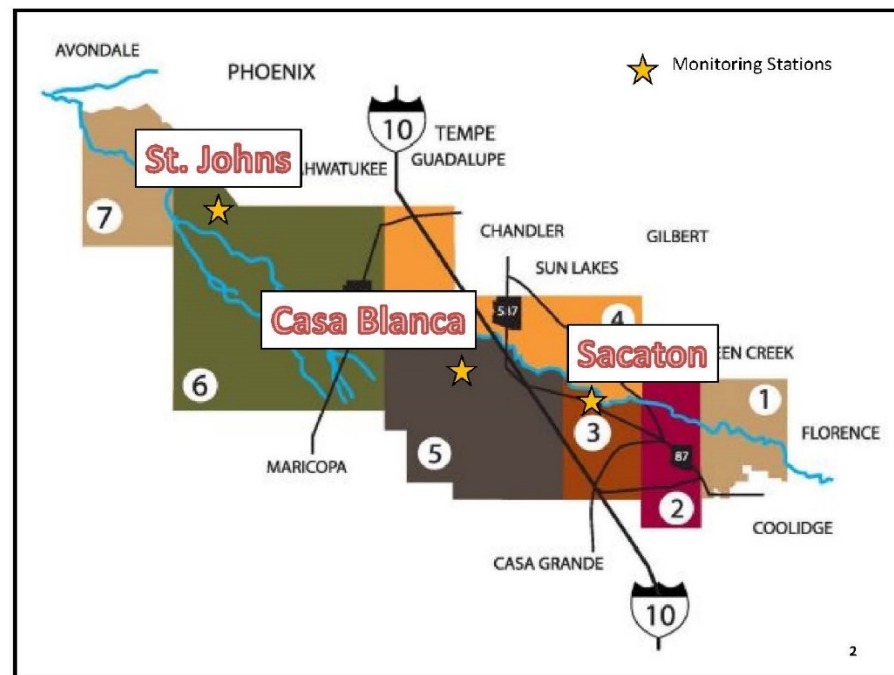 AVONDALE
PHOENIX
Monitoring Stations
10
TEMPE
GUADALUPE
St. Johns
HWATUKEE
7
CHANDLER
GILBERT
SUN LAKES
587
4
Casa Blanca
Sacaton
EEN CREEK
6
1
3
FLORENCE
MARICOPA
5
87
2
COOLIDGE
CASA GRANDE
10
2